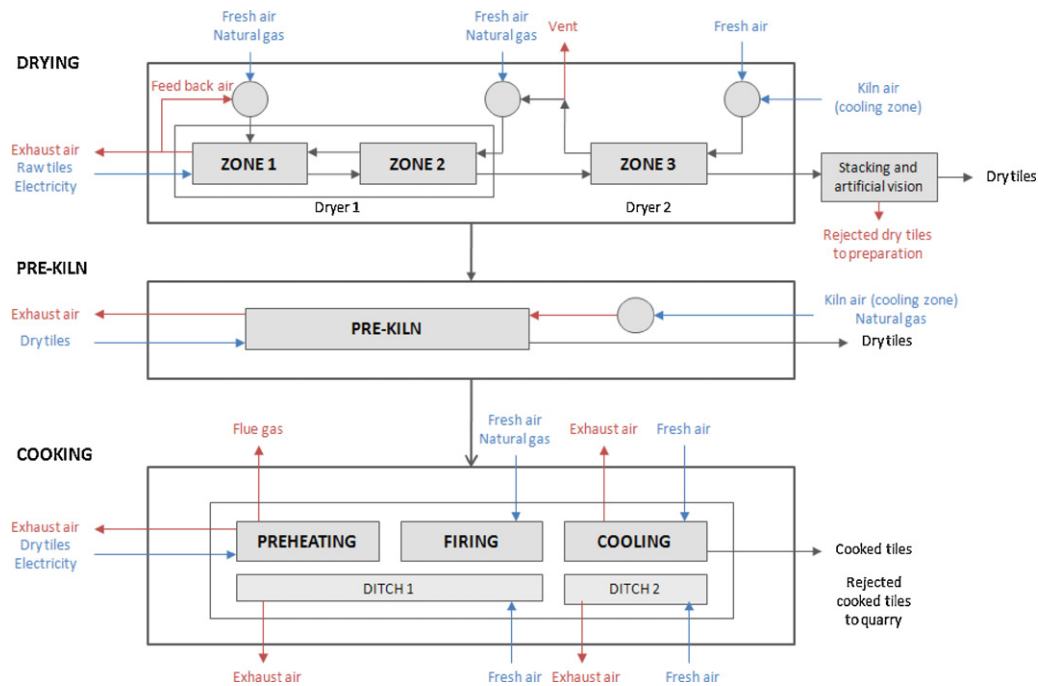 Fresh air
Natural gas
Fresh air
Natural gas
Vent
Fresh air
DRYING
Feed back air
Kiln air
(cooling zone)
Exhaust air
Raw tiles
Electricity
ZONE 1
ZONE 2
ZONE 3
Stacking and
artificial vision
Dry tiles
Dryer 1
Dryer 2
Rejected dry tiles
to preparation
PRE-KILN
Exhaust air
Dry tiles
PRE-KILN
Kiln air (cooling zone)
Natural gas
Dry tiles
Flue gas
Fresh air
Natural gas
Exhaust air
Fresh air
COOKING
Exhaust air
Dry tiles
Electricity
PREHEATING
FIRING
COOLING
Cooked tiles
DITCH 1
DITCH 2
Rejected
cooked tiles
to quarry
Exhaust air
Fresh air
Exhaust air
Fresh air